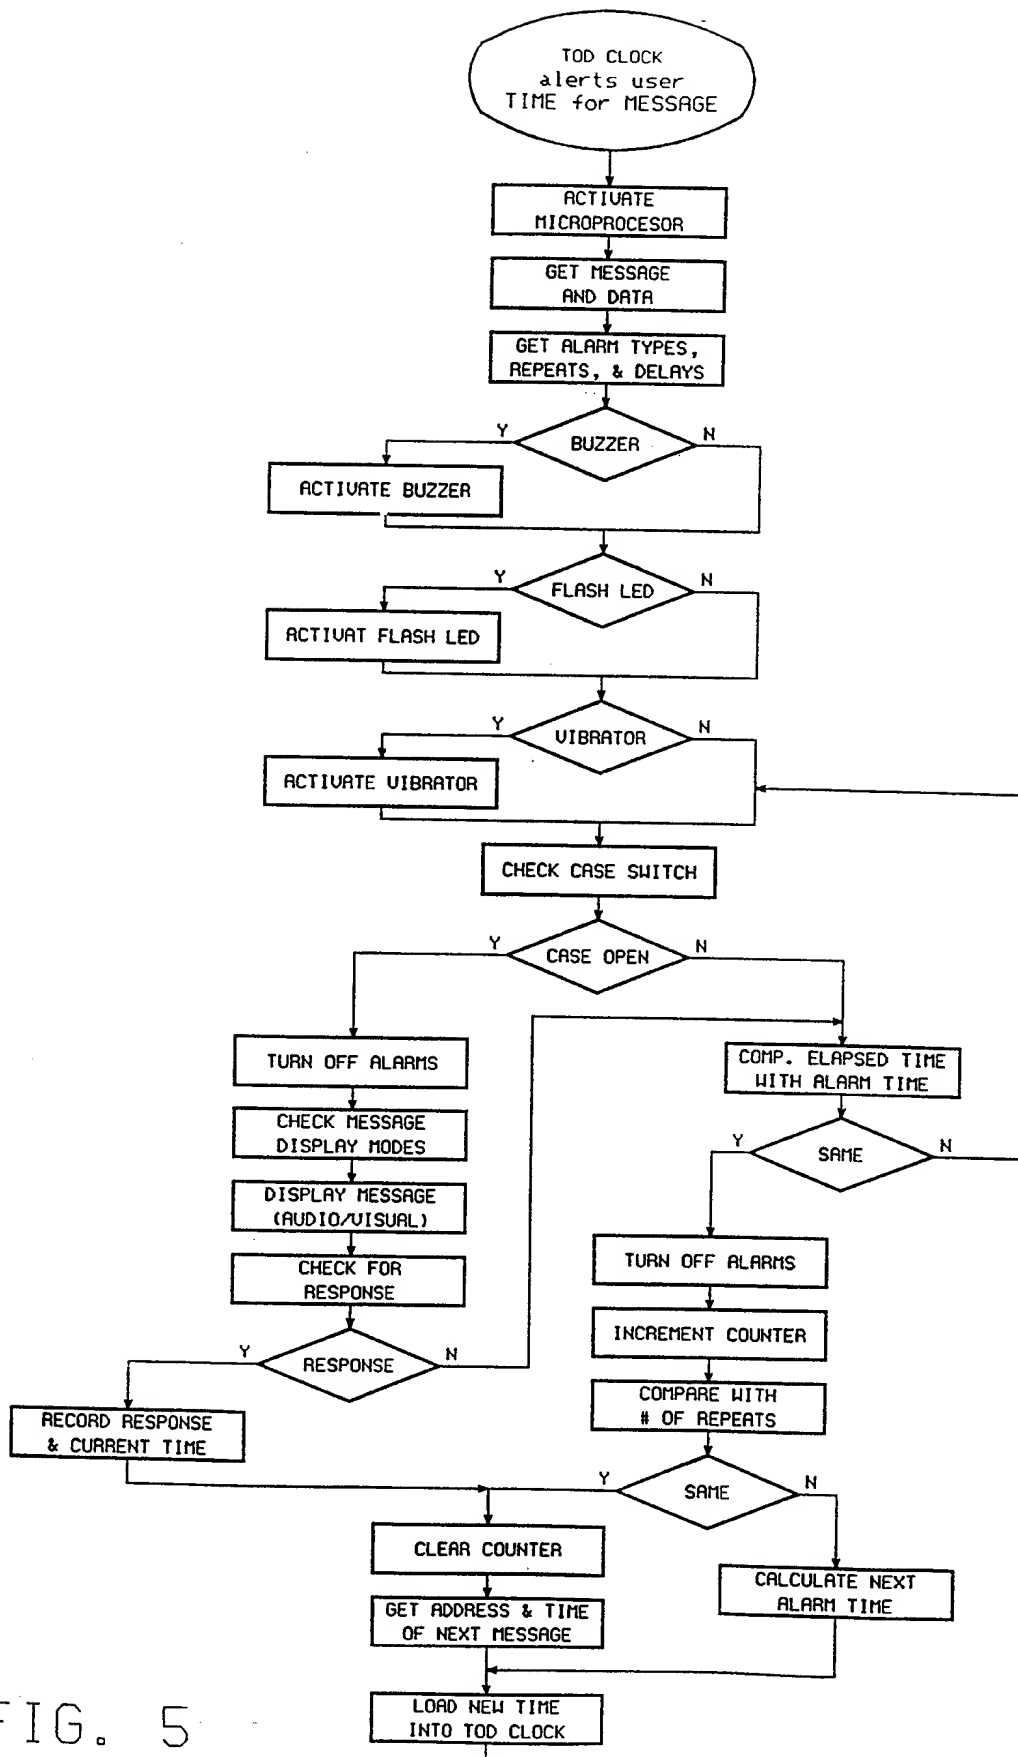 TOD CLOCK
alerts user
TIME for MESSAGE
ACTIVATE
MICROPROCESOR
GET MESSAGE
AND DATA
GET ALARM TYPES,
REPEATS, & DELAYS
Y
BUZZER
N
ACTIVATE BUZZER
Y
FLASH LED
N
ACTIVAT FLASH LED
Y
VIBRATOR
N
ACTIVATE VIBRATOR
CHECK CASE SWITCH
Y
CASE OPEN
N
TURN OFF ALARMS
COMP. ELAPSED TIME
WITH ALARM TIME
CHECK MESSAGE
DISPLAY MODES
Y
SAME
N
DISPLAY MESSAGE
(AUDIO/VISUAL)
TURN OFF ALARMS
CHECK FOR
RESPONSE
INCREMENT COUNTER
Y
RESPONSE
N
COMPARE WITH
# OF REPEATS
RECORD RESPONSE
& CURRENT TIME
Y
SAME
N
CLEAR COUNTER
CALCULATE NEXT
ALARM TIME
GET ADDRESS & TIME
OF NEXT MESSAGE
LOAD NEW TIME
INTO TOD CLOCK
FIG. 5